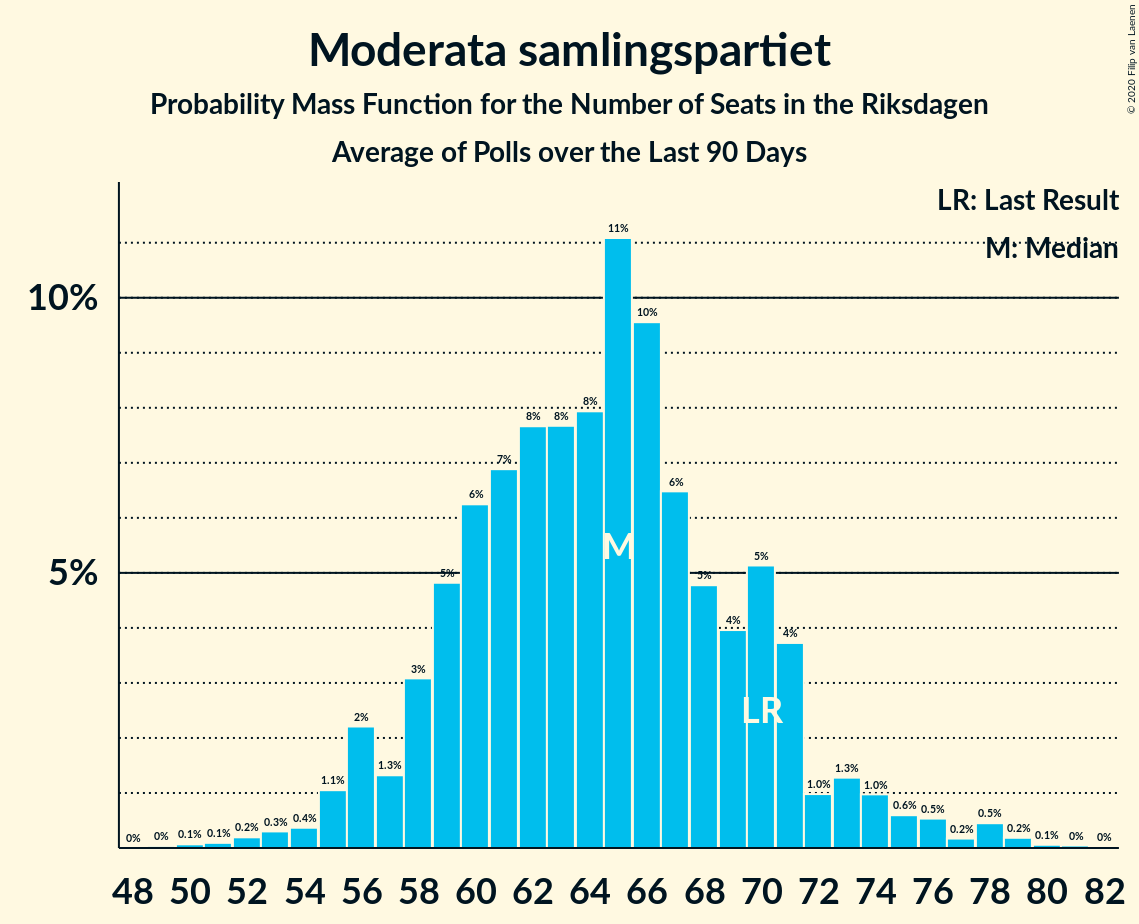 Moderata samlingspartiet
Probability Mass Function for the Number of Seats in the Riksdagen
Average of Polls over the Last 90 Days
© 2020 Filip van Laenen
LR: Last Result
M: Median
10%
5%
0% 0% 0.1% 0.1% 0.2% 0.3% 0.4% 1.1% 2% 1.3% 3% 5% 6% 7% 8% 8% 8% 11% 10% 6% 5% 4% 5% 4% 1.0% 1.3% 1.0% 0.6% 0.5% 0.2% 0.5% 0.2% 0.1% 0% 0%
M
LR
48 50 52 54 56 58 60 62 64 66 68 70 72 74 76 78 80 82